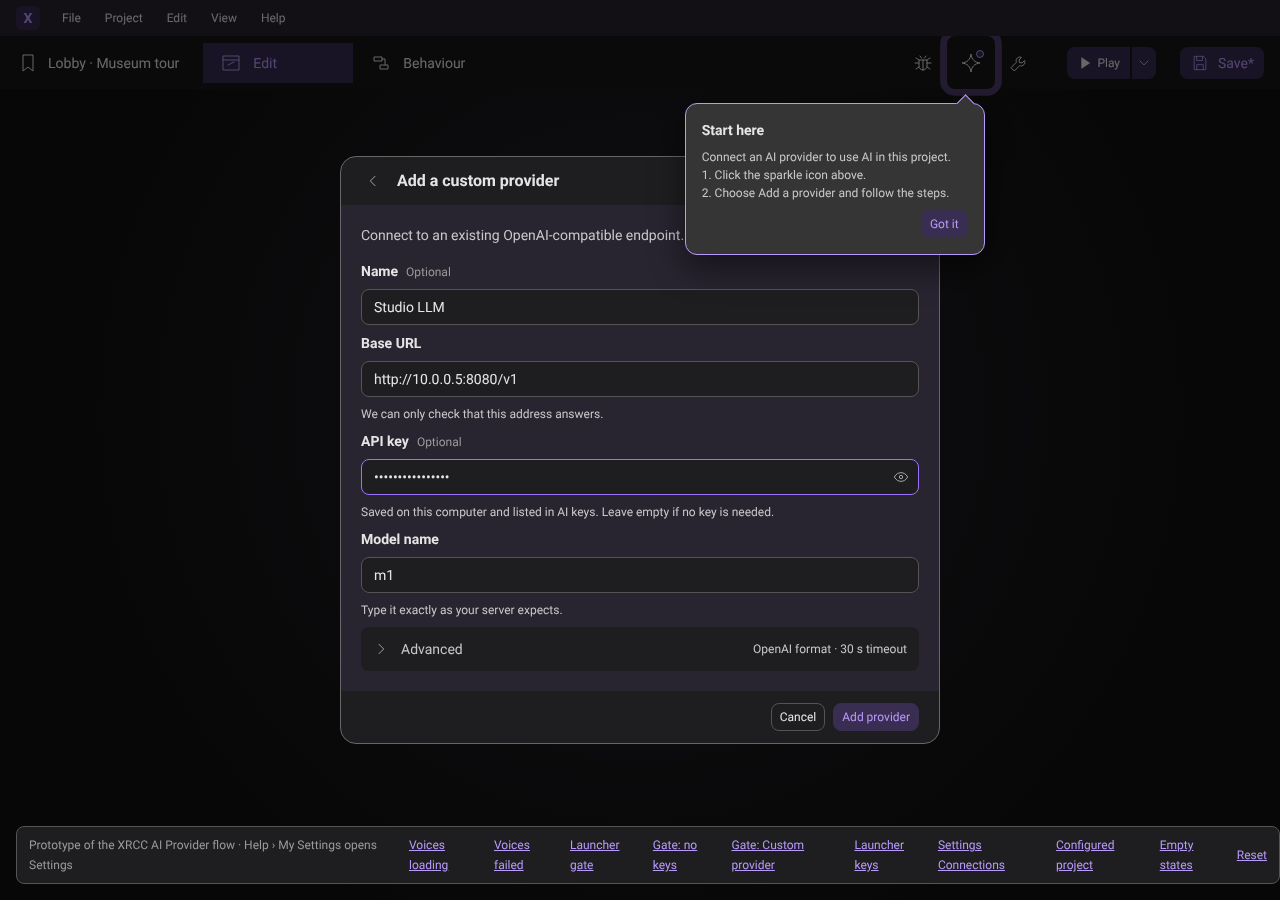 X File Project Edit View Help
Lobby · Museum tour Edit Behaviour Play Save*
Start here
Connect an AI provider to use AI in this project.
1. Click the sparkle icon above.
2. Choose Add a provider and follow the steps.
Got it
Add a custom provider
Connect to an existing OpenAI-compatible endpoint.
Name Optional
Studio LLM
Base URL
http://10.0.0.5:8080/v1
We can only check that this address answers.
API key Optional
••••••••••••••••
Saved on this computer and listed in AI keys. Leave empty if no key is needed.
Model name
m1
Type it exactly as your server expects.
Advanced OpenAI format · 30 s timeout
Cancel Add provider
Prototype of the XRCC AI Provider flow · Help › My Settings opens
Settings
Voices
loading
Voices
failed
Launcher
gate
Gate: no
keys
Gate: Custom
provider
Launcher
keys
Settings
Connections
Configured
project
Empty
states
Reset